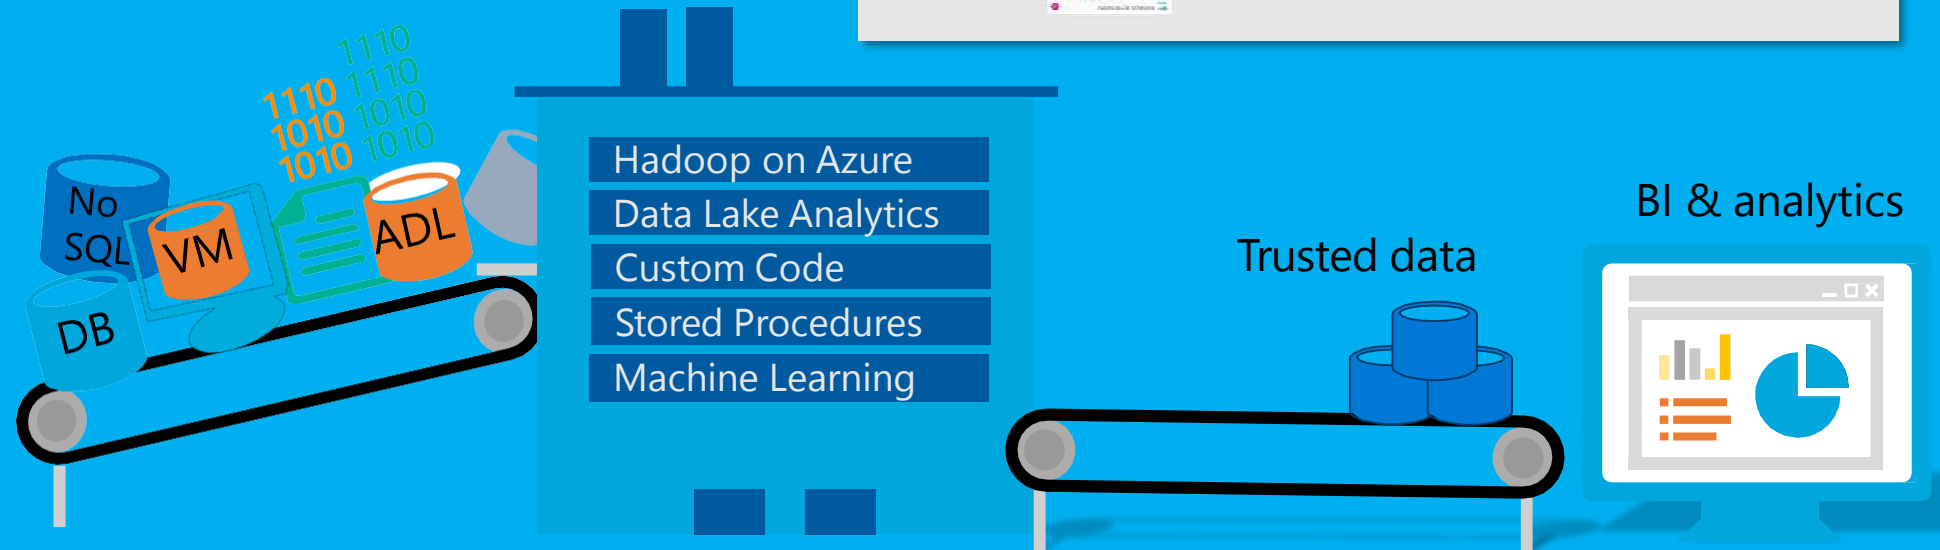 1110
1110
1010
1010
1110
1010
1010
No
SQL
VM
ADL
DB
Hadoop on Azure
Data Lake Analytics
Custom Code
Stored Procedures
Machine Learning
Trusted data
BI & analytics